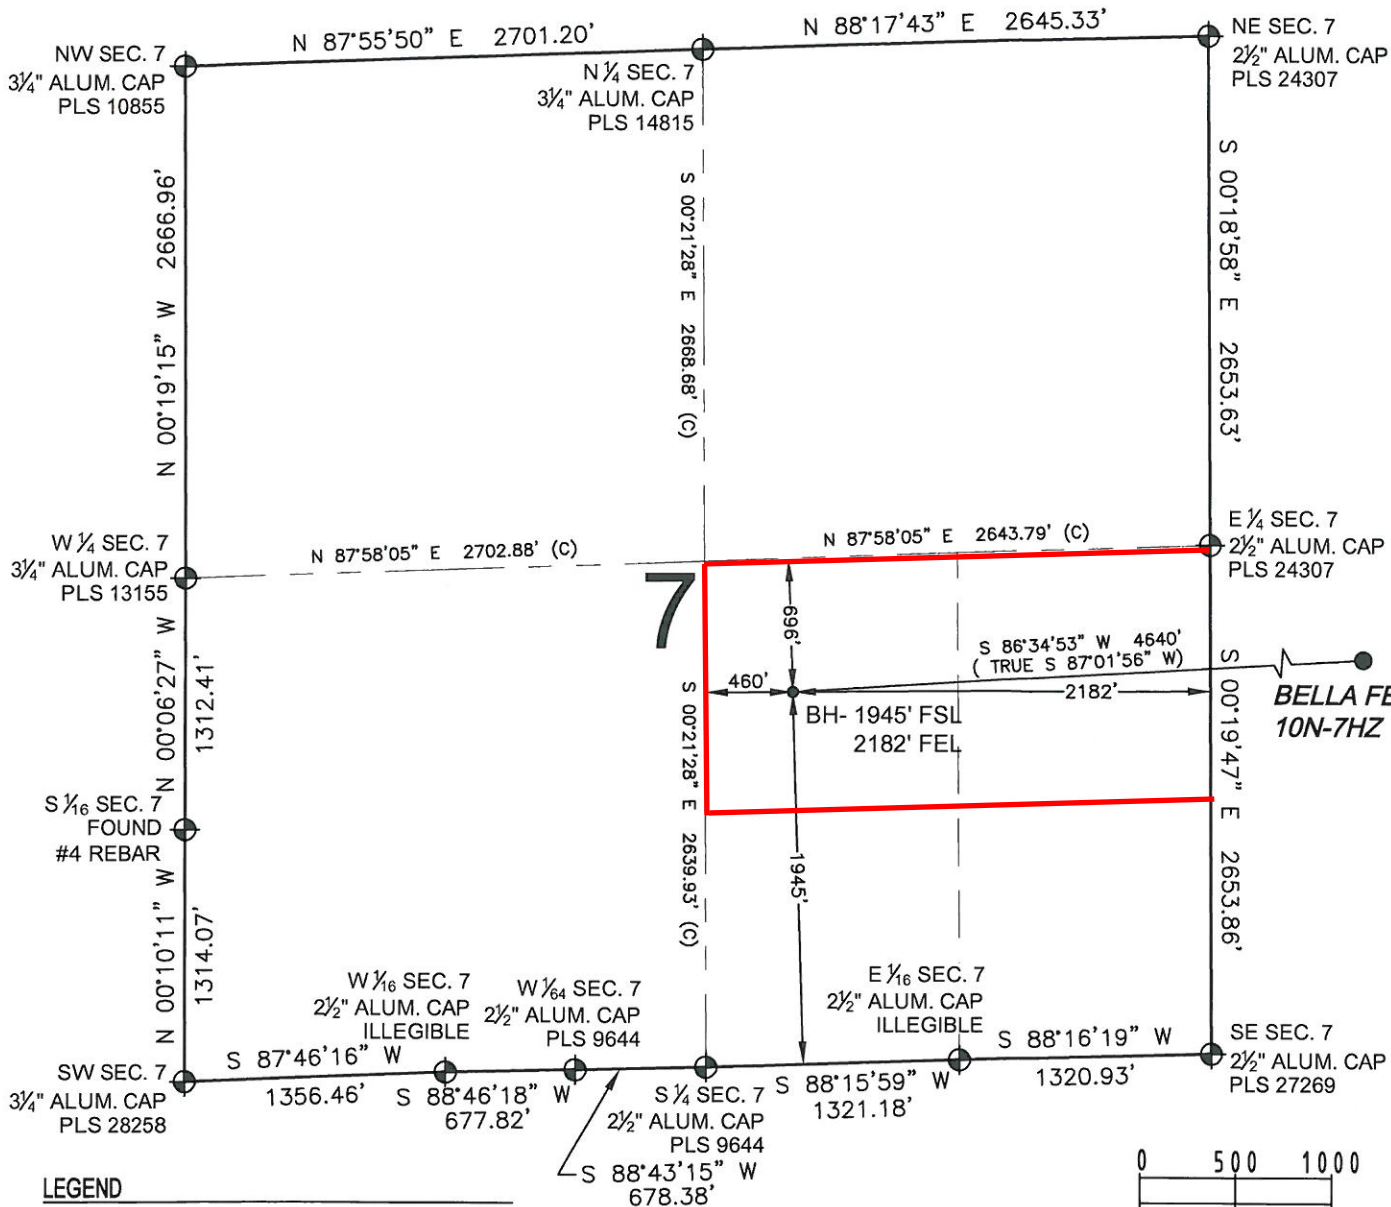 N 87°55'50" E 2701.20'
N 88°17'43" E 2645.33'
NW SEC. 7
3¼" ALUM. CAP
PLS 10855
N ¼ SEC. 7
3¼" ALUM. CAP
PLS 14815
NE SEC. 7
2½" ALUM. CAP
PLS 24307
N 00°19'15" W 2666.96'
S 00°21'28" E 2668.68' (C)
S 00°18'58" E 2653.63'
W ¼ SEC. 7
3¼" ALUM. CAP
PLS 13155
N 87°58'05" E 2702.88' (C)
N 87°58'05" E 2643.79' (C)
E ¼ SEC. 7
2½" ALUM. CAP
PLS 24307
7
696'
S 86°34'53" W 4640'
( TRUE S 87°01'56" W)
460'
2182'
BH- 1945' FSL
2182' FEL
BELLA FE
10N-7HZ
N 00°06'27" W
1312.41'
S 00°21'28" E 2639.93' (C)
S 00°19'47" E 2653.86'
S 1⁄16 SEC. 7
FOUND
#4 REBAR
1945'
N 00°10'11" W
1314.07'
W 1⁄16 SEC. 7
2½" ALUM. CAP
ILLEGIBLE
W 1⁄64 SEC. 7
2½" ALUM. CAP
PLS 9644
E 1⁄16 SEC. 7
2½" ALUM. CAP
ILLEGIBLE
SW SEC. 7
3¼" ALUM. CAP
PLS 28258
S 87°46'16" W
1356.46'
S 88°46'18" W
677.82'
S ¼ SEC. 7
2½" ALUM. CAP
PLS 9644
S 88°43'15" W
678.38'
S 88°15'59" W
1321.18'
S 88°16'19" W
1320.93'
SE SEC. 7
2½" ALUM. CAP
PLS 27269
LEGEND
0 500 1000